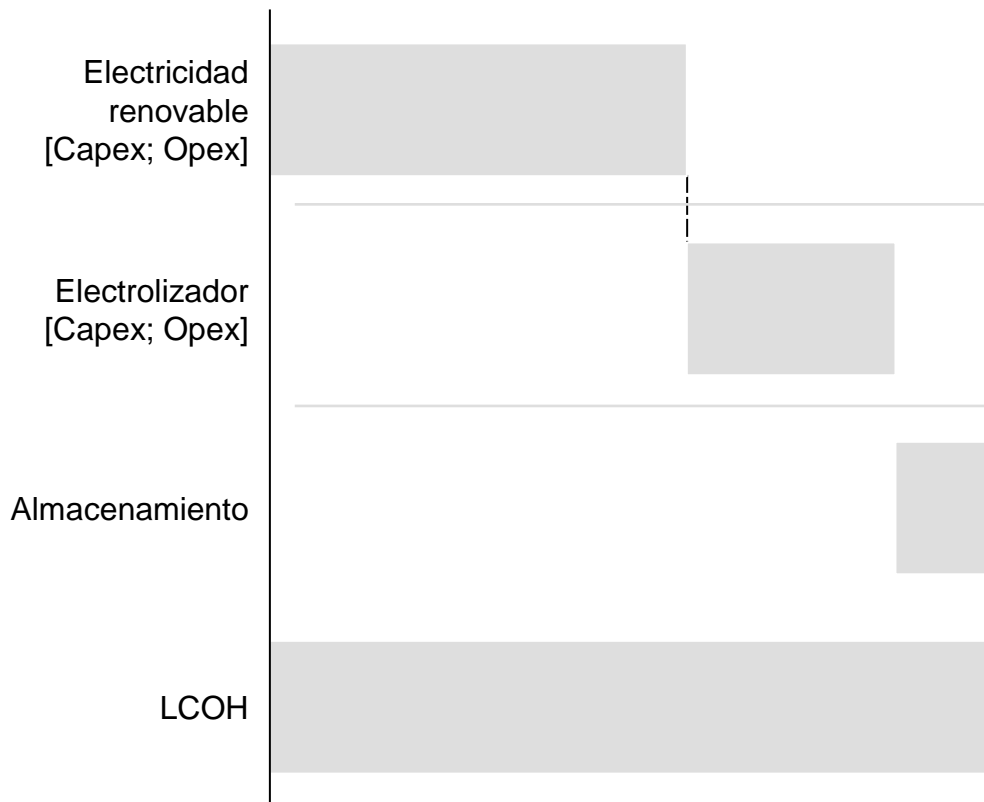 Electricidad
renovable
[Capex; Opex]
Electrolizador
[Capex; Opex]
Almacenamiento
LCOH